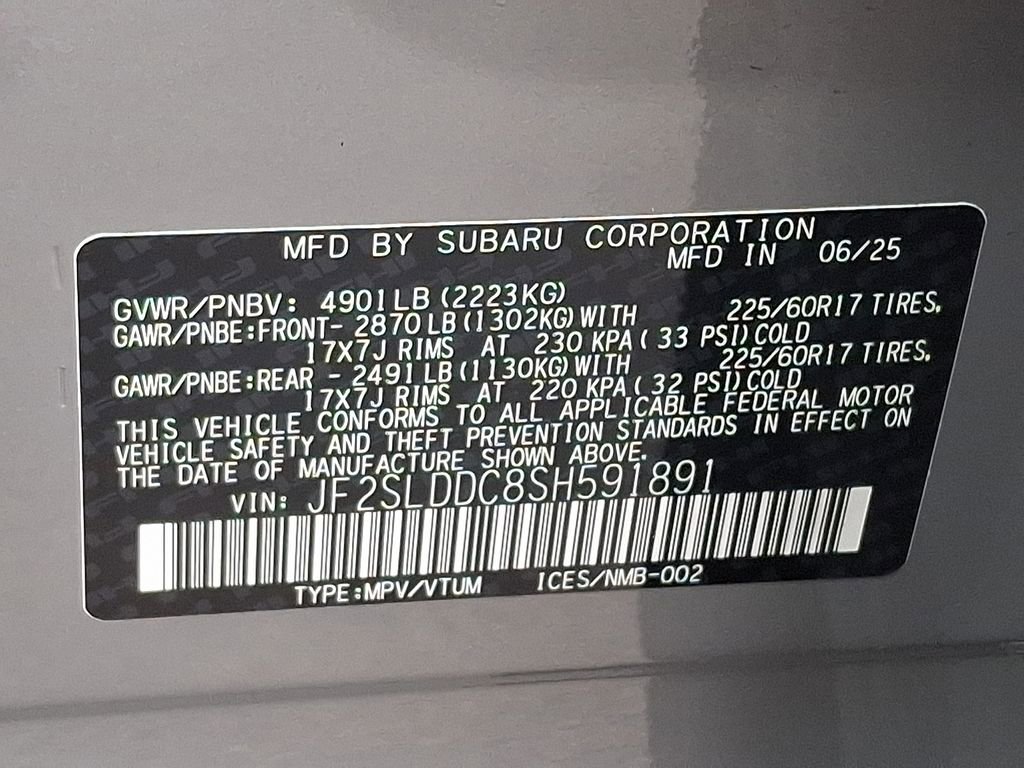 MFD BY SUBARU CORPORATION
MFD IN 06/25
GVWR/PNBV: 4901LB (2223KG)
GAWR/PNBE:FRONT- 2870LB(1302KG)WITH 225/60R17 TIRES.
17X7J RIMS AT 230 KPA( 33 PSI)COLD
GAWR/PNBE:REAR - 2491LB(1130KG)WITH 225/60R17 TIRES.
17X7J RIMS AT 220 KPA( 32 PSI)COLD
THIS VEHICLE CONFORMS TO ALL APPLICABLE FEDERAL MOTOR
VEHICLE SAFETY AND THEFT PREVENTION STANDARDS IN EFFECT ON
THE DATE OF MANUFACTURE SHOWN ABOVE.
VIN: JF2SLDDC8SH591891
TYPE:MPV/VTUM ICES/NMB-002